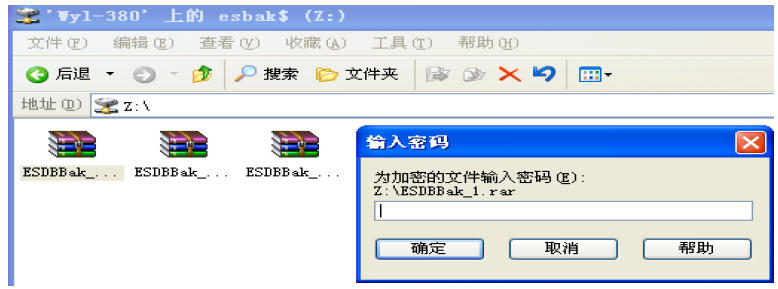 'Wyl-380' 上的 esbak$ (Z:)
文件(F) 编辑(E) 查看(V) 收藏(A) 工具(T) 帮助(H)
后退 搜索 文件夹
地址(D) Z:\
ESDBBak_... ESDBBak_... ESDBBak_...
输入密码
为加密的文件输入密码(E):
Z:\ESDBBak_1.rar
确定 取消 帮助